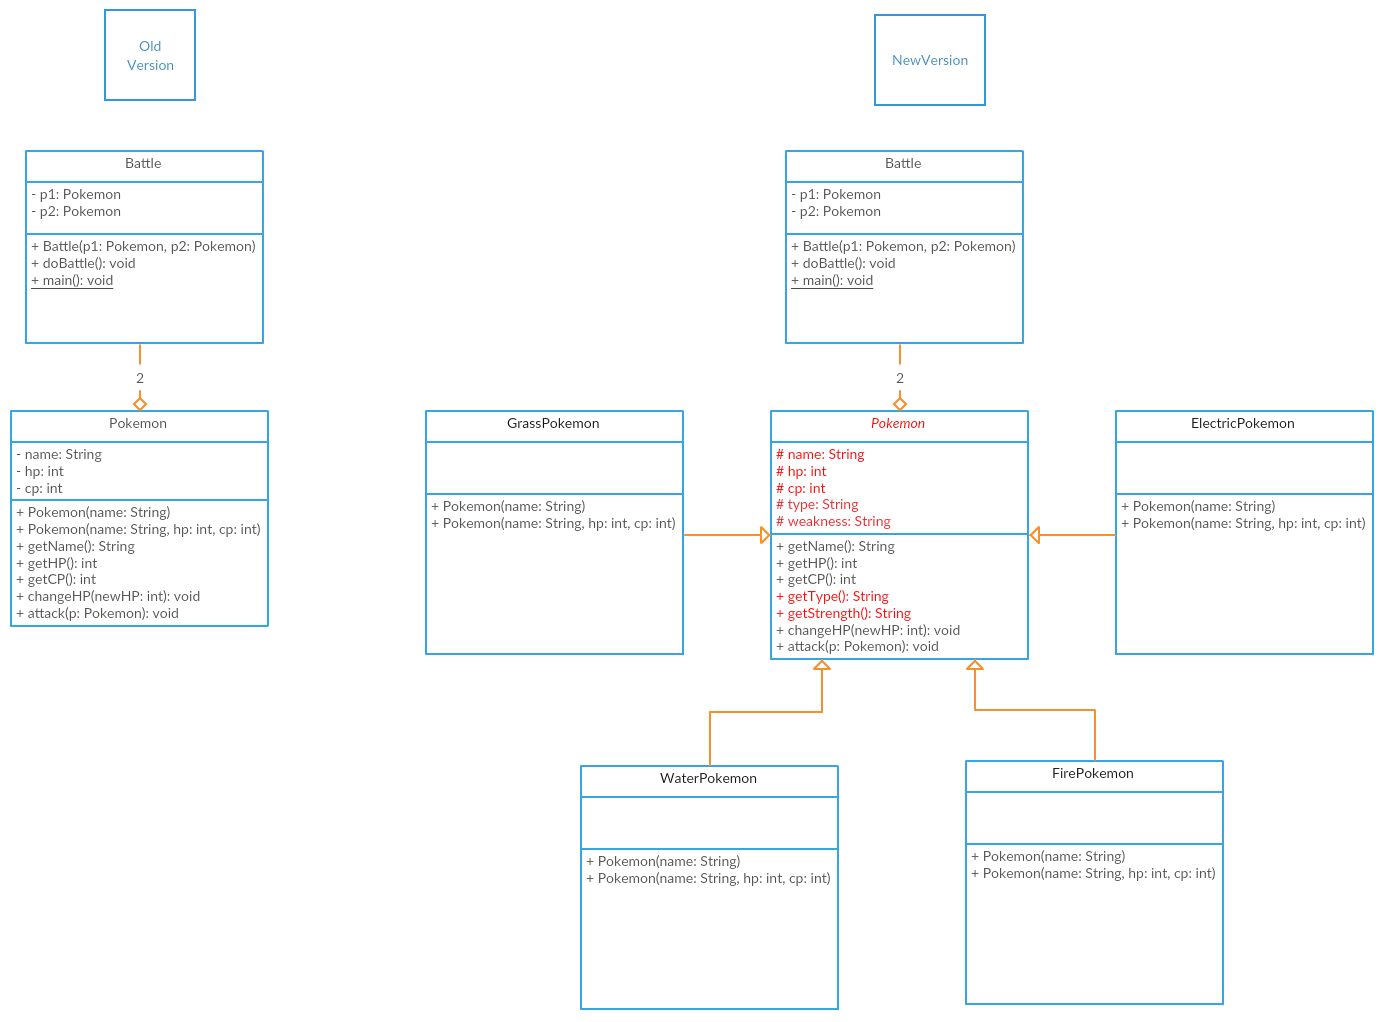 Old
Version
Battle
- p1: Pokemon
- p2: Pokemon
+ Battle(p1: Pokemon, p2: Pokemon)
+ doBattle(): void
+ main(): void
2
Pokemon
- name: String
- hp: int
- cp: int
+ Pokemon(name: String)
+ Pokemon(name: String, hp: int, cp: int)
+ getName(): String
+ getHP(): int
+ getCP(): int
+ changeHP(newHP: int): void
+ attack(p: Pokemon): void
NewVersion
Battle
- p1: Pokemon
- p2: Pokemon
+ Battle(p1: Pokemon, p2: Pokemon)
+ doBattle(): void
+ main(): void
2
GrassPokemon
+ Pokemon(name: String)
+ Pokemon(name: String, hp: int, cp: int)
Pokemon
# name: String
# hp: int
# cp: int
# type: String
# weakness: String
+ getName(): String
+ getHP(): int
+ getCP(): int
+ getType(): String
+ getStrength(): String
+ changeHP(newHP: int): void
+ attack(p: Pokemon): void
ElectricPokemon
+ Pokemon(name: String)
+ Pokemon(name: String, hp: int, cp: int)
WaterPokemon
+ Pokemon(name: String)
+ Pokemon(name: String, hp: int, cp: int)
FirePokemon
+ Pokemon(name: String)
+ Pokemon(name: String, hp: int, cp: int)